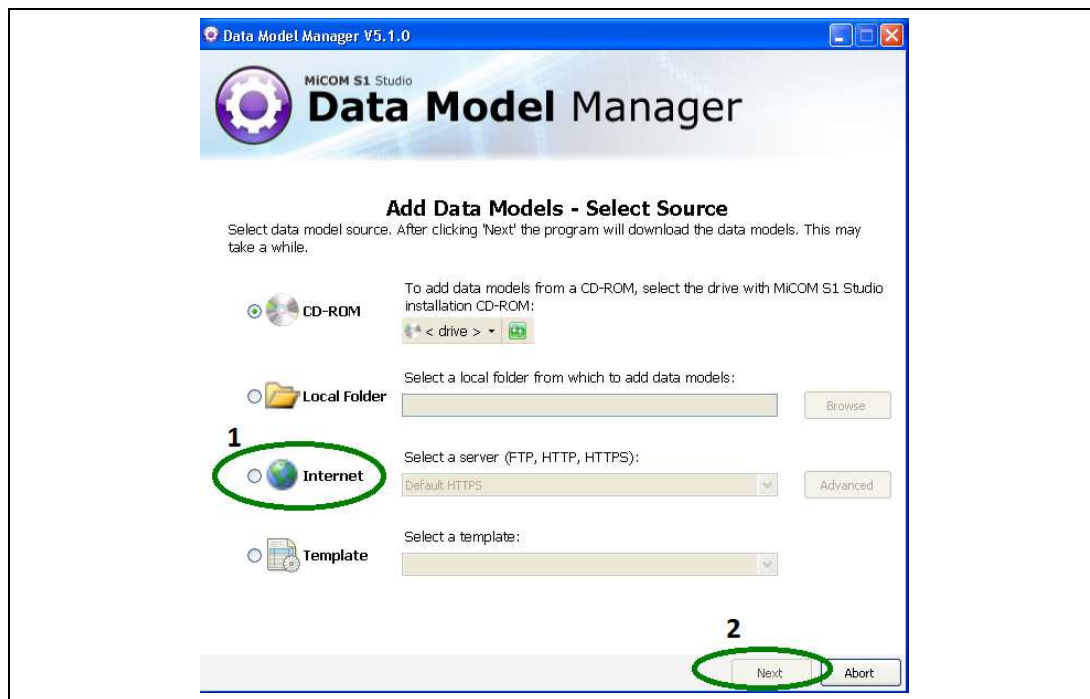 Data Model Manager V5.1.0
MiCOM S1 Studio
Data Model Manager
Add Data Models - Select Source
Select data model source. After clicking 'Next' the program will download the data models. This may
take a while.
To add data models from a CD-ROM, select the drive with MiCOM S1 Studio
installation CD-ROM:
CD-ROM
< drive >
Select a local folder from which to add data models:
Local Folder
Browse
1
Select a server (FTP, HTTP, HTTPS):
Internet
Default HTTPS
Advanced
Select a template:
Template
2
Next
Abort